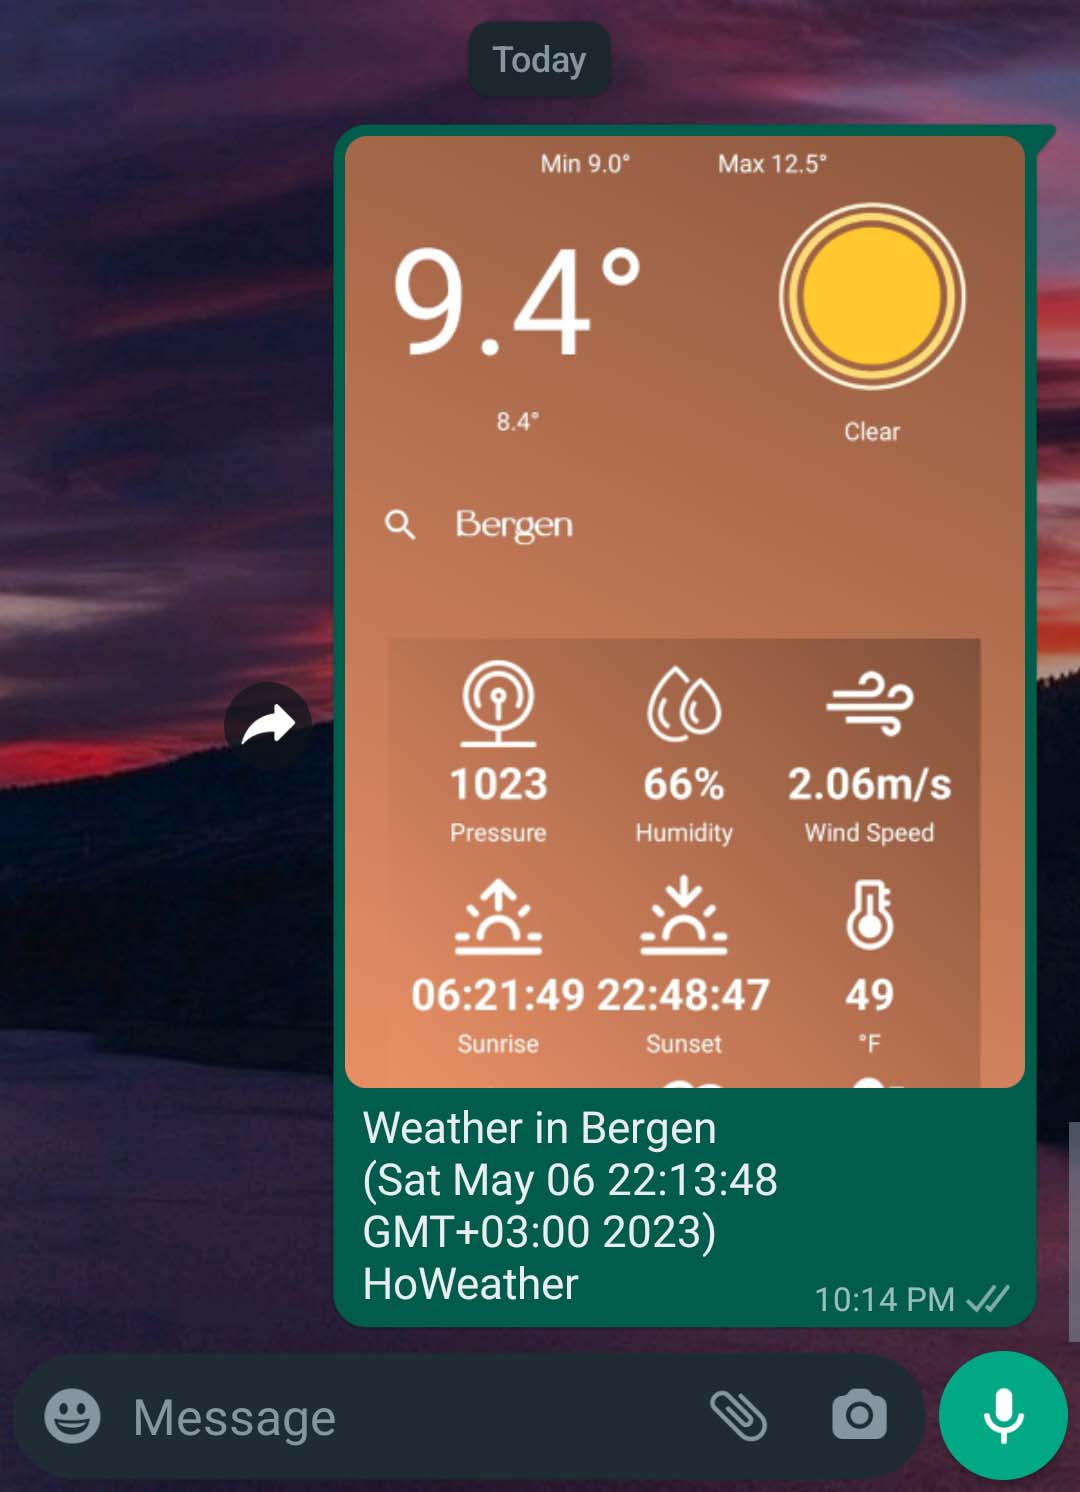 Today
Min 9.0° Max 12.5°
9.4°
8.4°
Clear
Bergen
1023 66% 2.06m/s
Pressure Humidity Wind Speed
06:21:49 22:48:47 49
Sunrise Sunset °F
Weather in Bergen
(Sat May 06 22:13:48
GMT+03:00 2023)
HoWeather
10:14 PM
Message